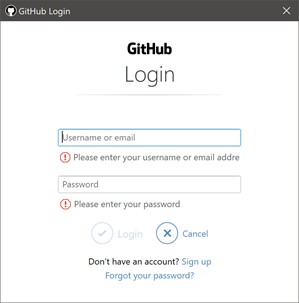 GitHub Login
GitHub
Login
Username or email
Please enter your username or email addre
Password
Please enter your password
Login Cancel
Don't have an account? Sign up
Forgot your password?